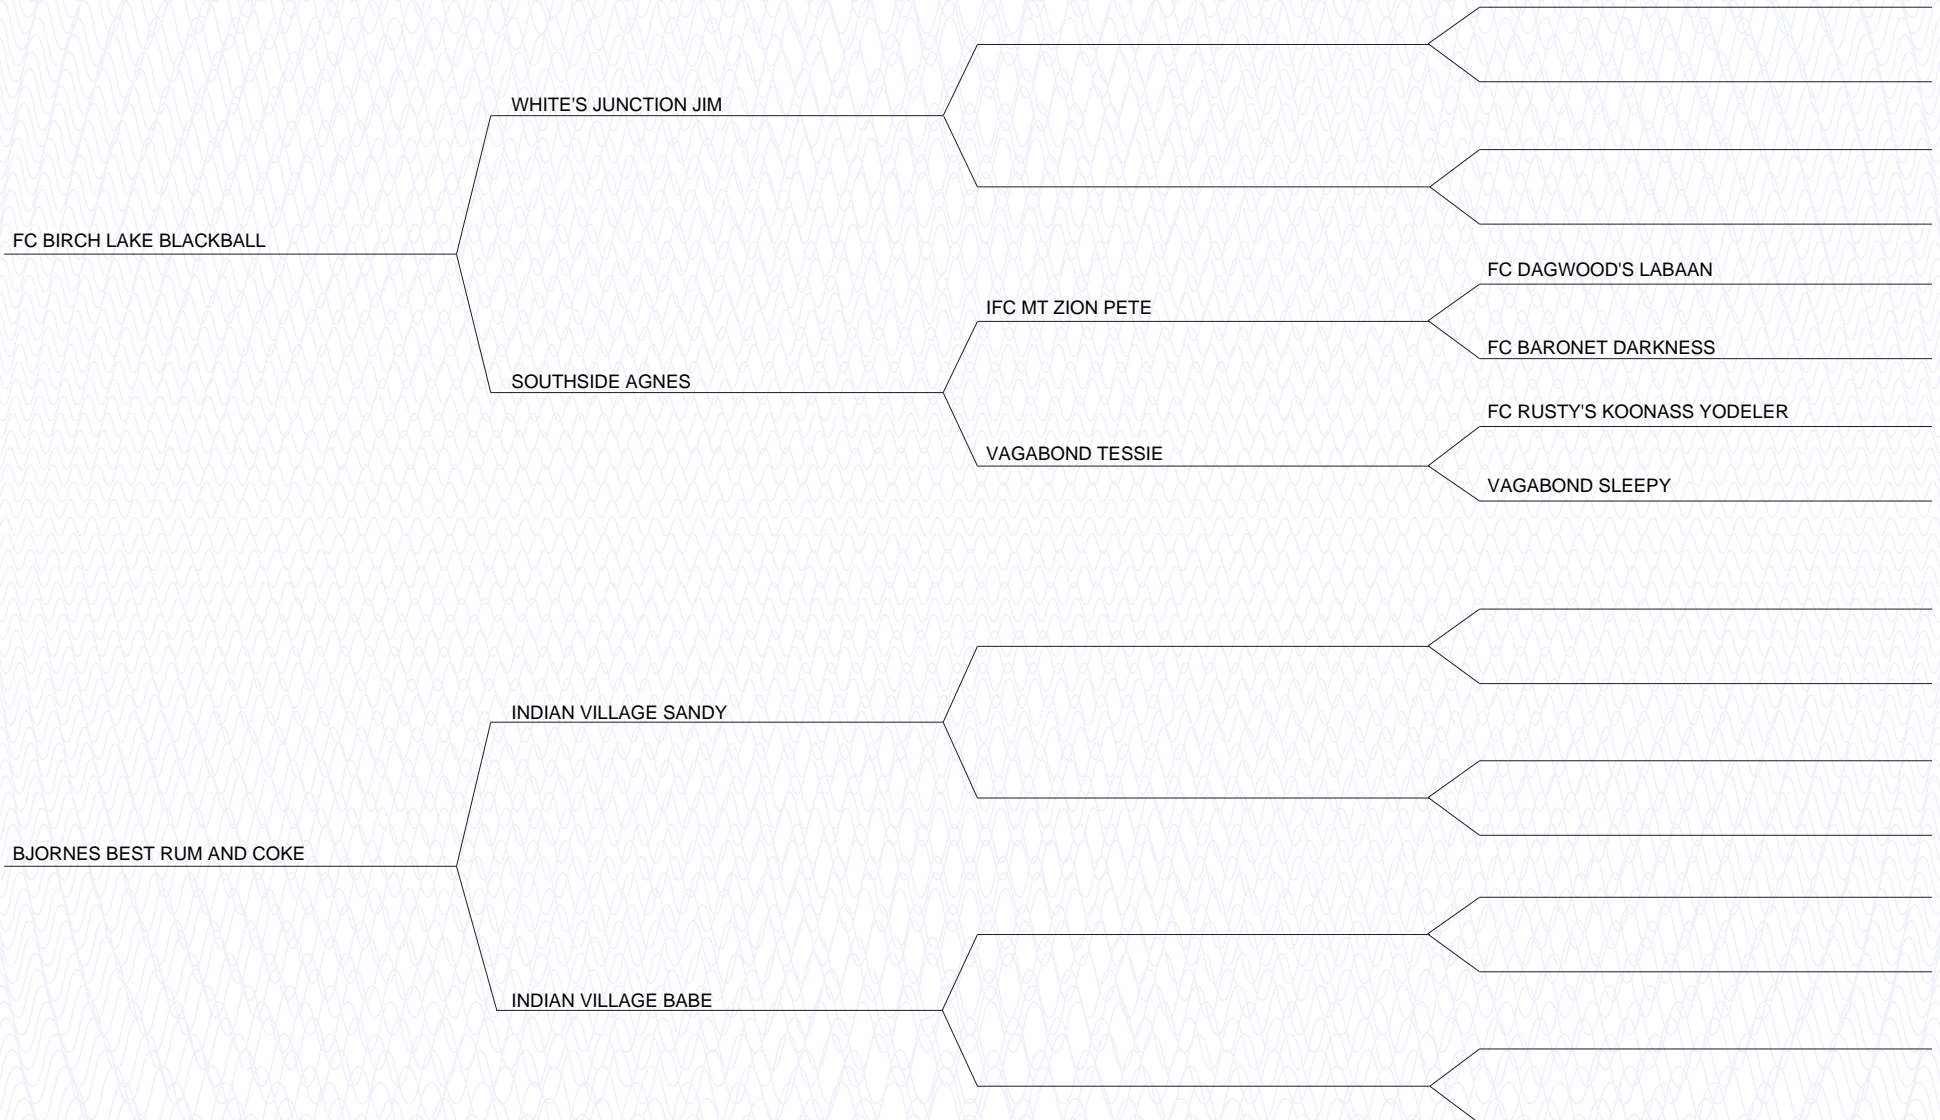 WHITE'S JUNCTION JIM
FC BIRCH LAKE BLACKBALL
FC DAGWOOD'S LABAAN
IFC MT ZION PETE
FC BARONET DARKNESS
SOUTHSIDE AGNES
FC RUSTY'S KOONASS YODELER
VAGABOND TESSIE
VAGABOND SLEEPY
INDIAN VILLAGE SANDY
BJORNES BEST RUM AND COKE
INDIAN VILLAGE BABE